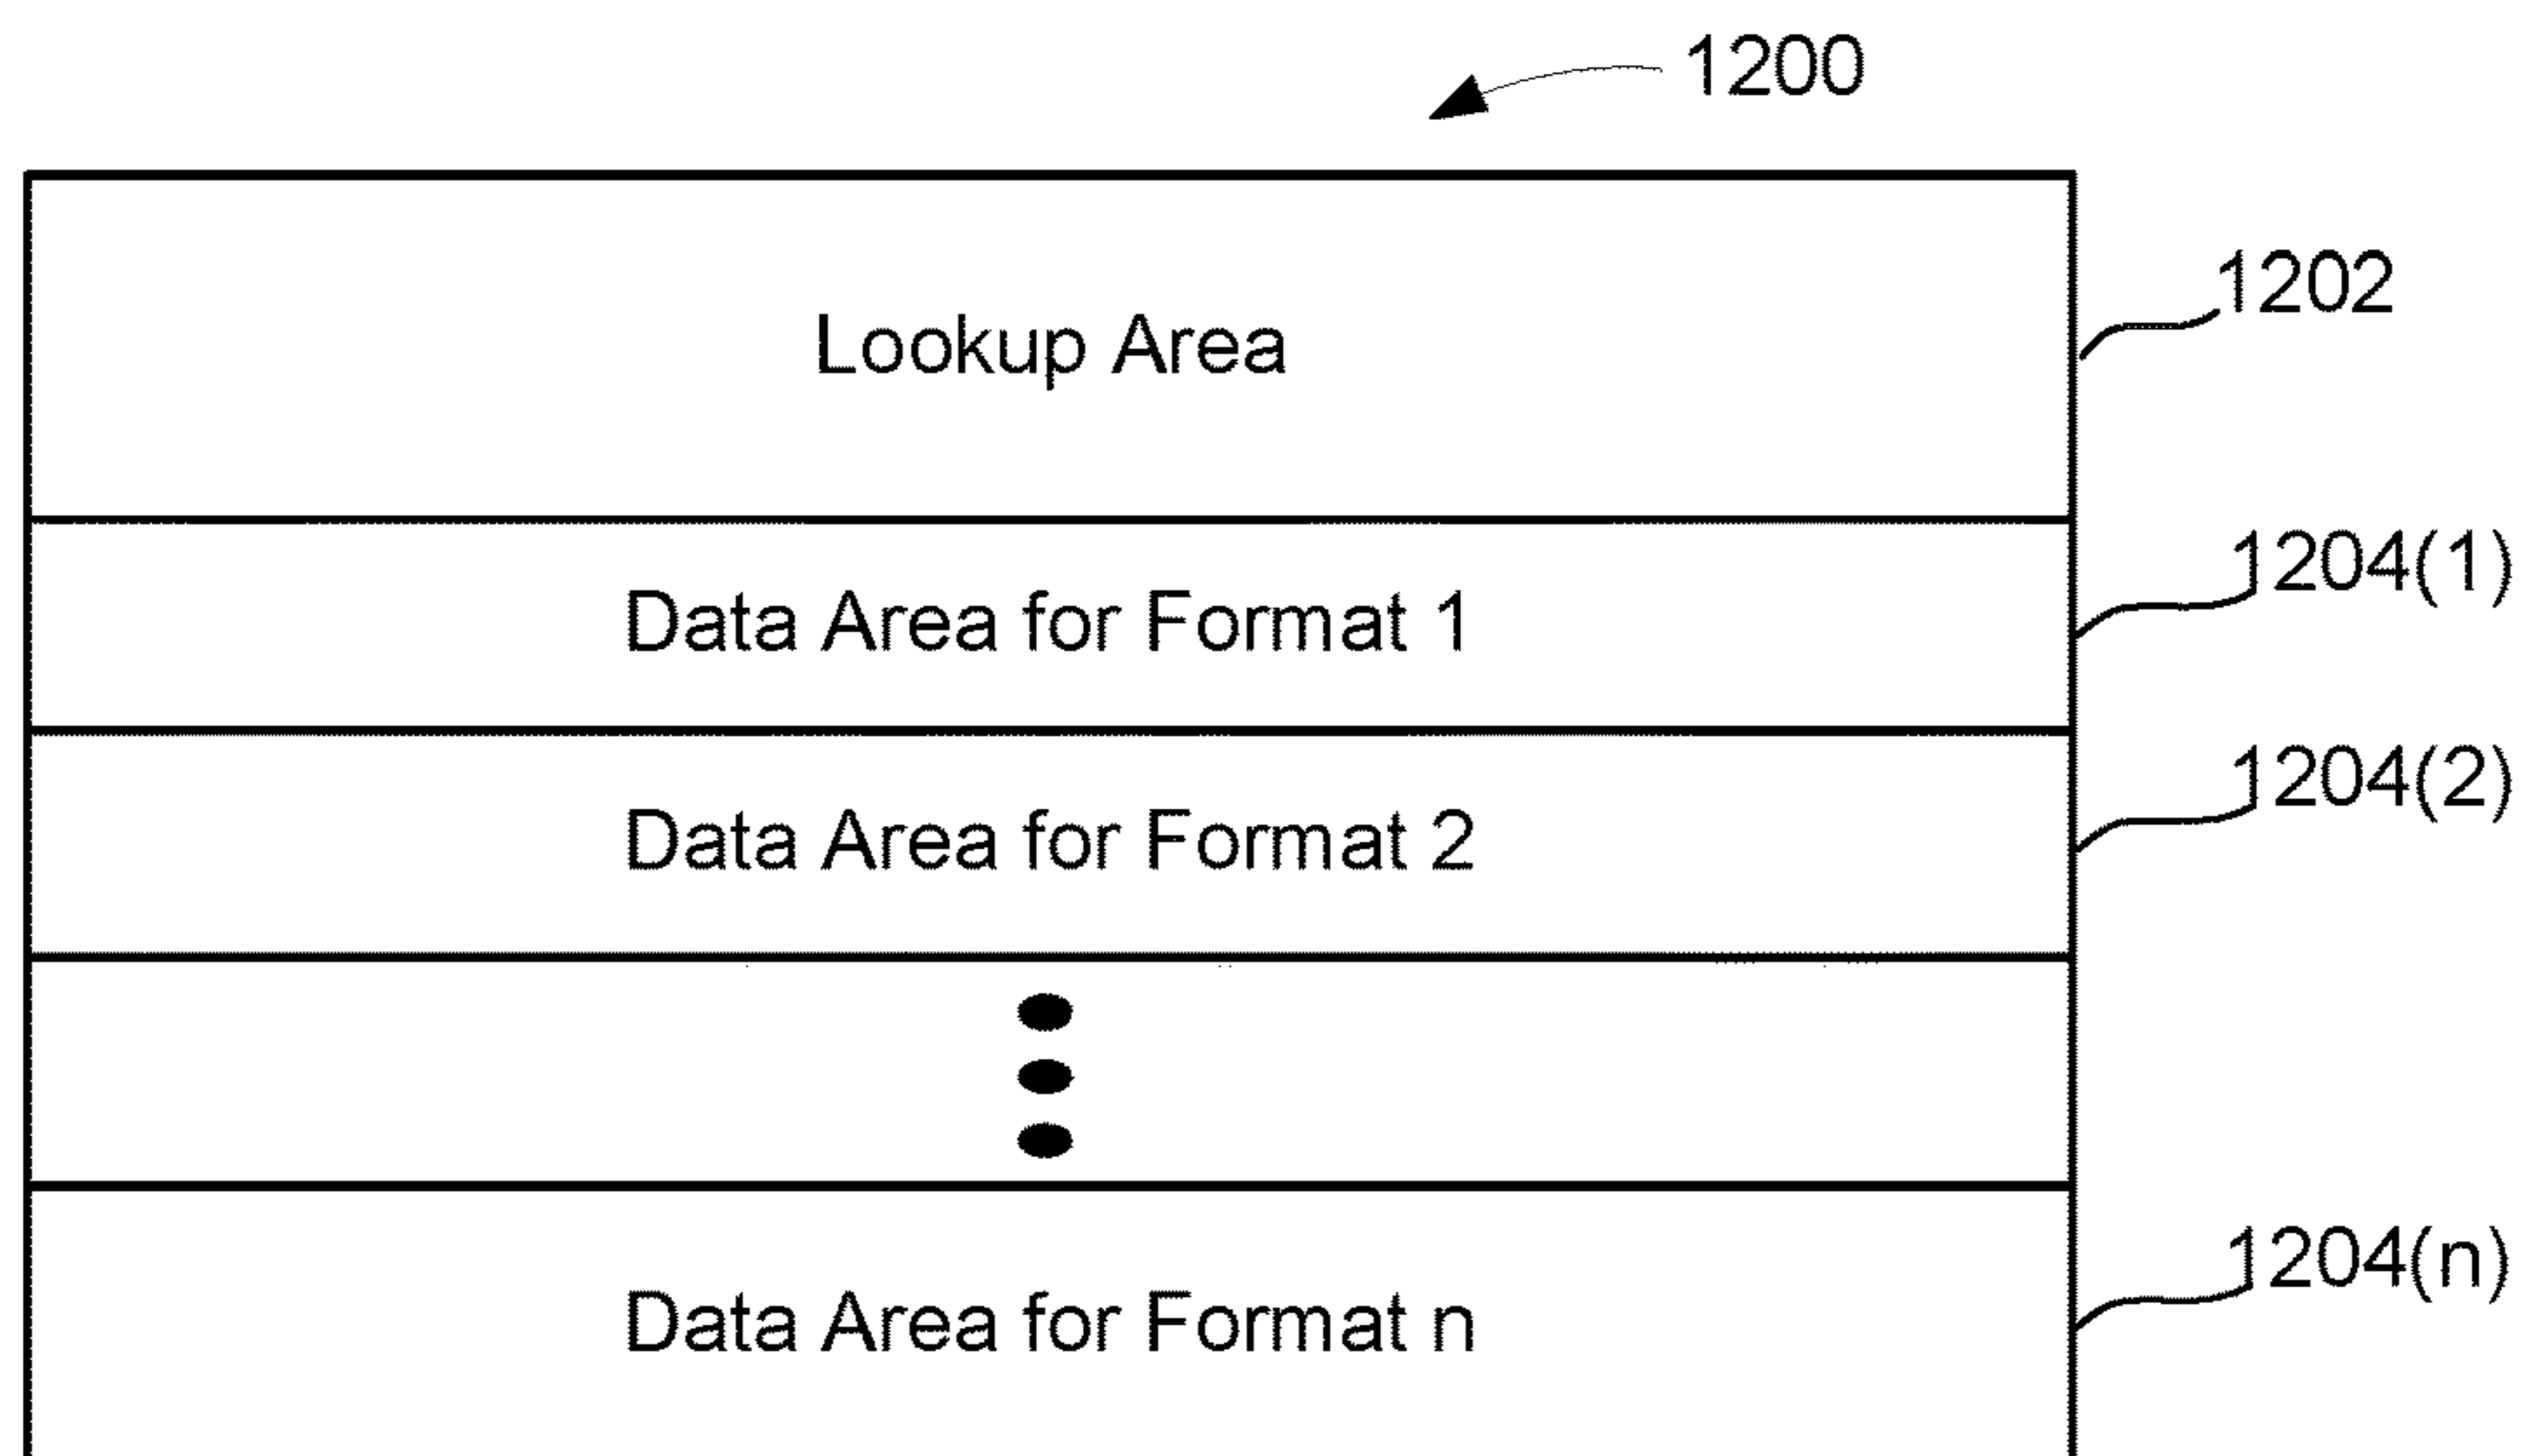 1200
Lookup Area
1202
Data Area for Format 1
1204(1)
Data Area for Format 2
1204(2)
Data Area for Format n
1204(n)